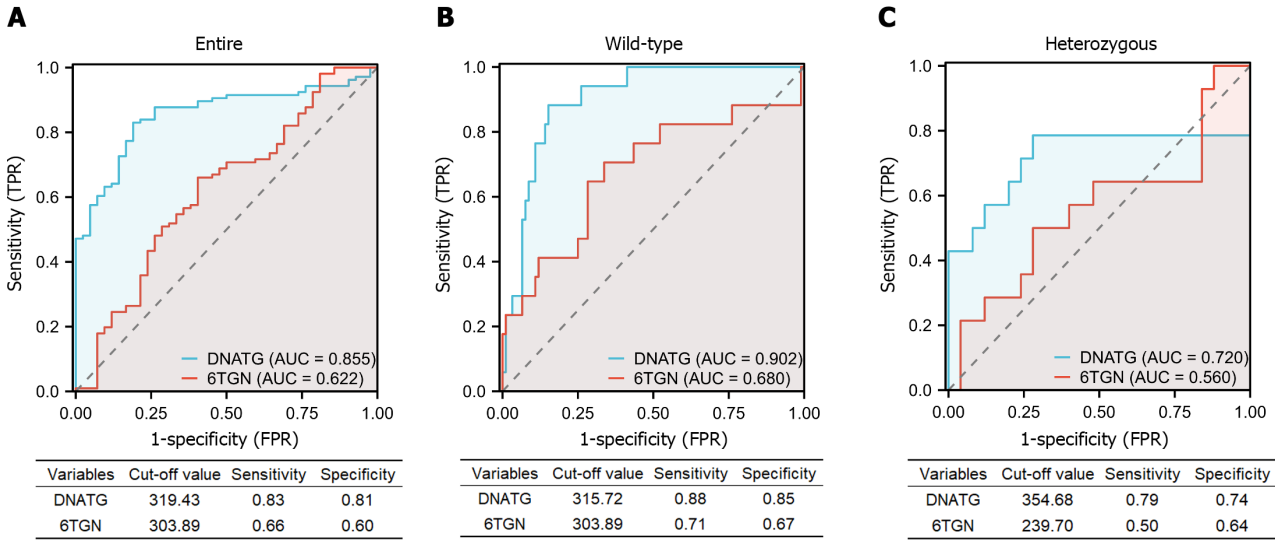 A
Entire
Sensitivity (TPR)
1.0
0.8
0.6
0.4
0.2
0.0
DNATG (AUC = 0.855)
6TGN (AUC = 0.622)
0.00 0.25 0.50 0.75 1.00
1-specificity (FPR)
Variables Cut-off value Sensitivity Specificity
DNATG 319.43 0.83 0.81
6TGN 303.89 0.66 0.60
B
Wild-type
Sensitivity (TPR)
1.0
0.8
0.6
0.4
0.2
0.0
DNATG (AUC = 0.902)
6TGN (AUC = 0.680)
0.00 0.25 0.50 0.75 1.00
1-specificity (FPR)
Variables Cut-off value Sensitivity Specificity
DNATG 315.72 0.88 0.85
6TGN 303.89 0.71 0.67
C
Heterozygous
Sensitivity (TPR)
1.0
0.8
0.6
0.4
0.2
0.0
DNATG (AUC = 0.720)
6TGN (AUC = 0.560)
0.00 0.25 0.50 0.75 1.00
1-specificity (FPR)
Variables Cut-off value Sensitivity Specificity
DNATG 354.68 0.79 0.74
6TGN 239.70 0.50 0.64